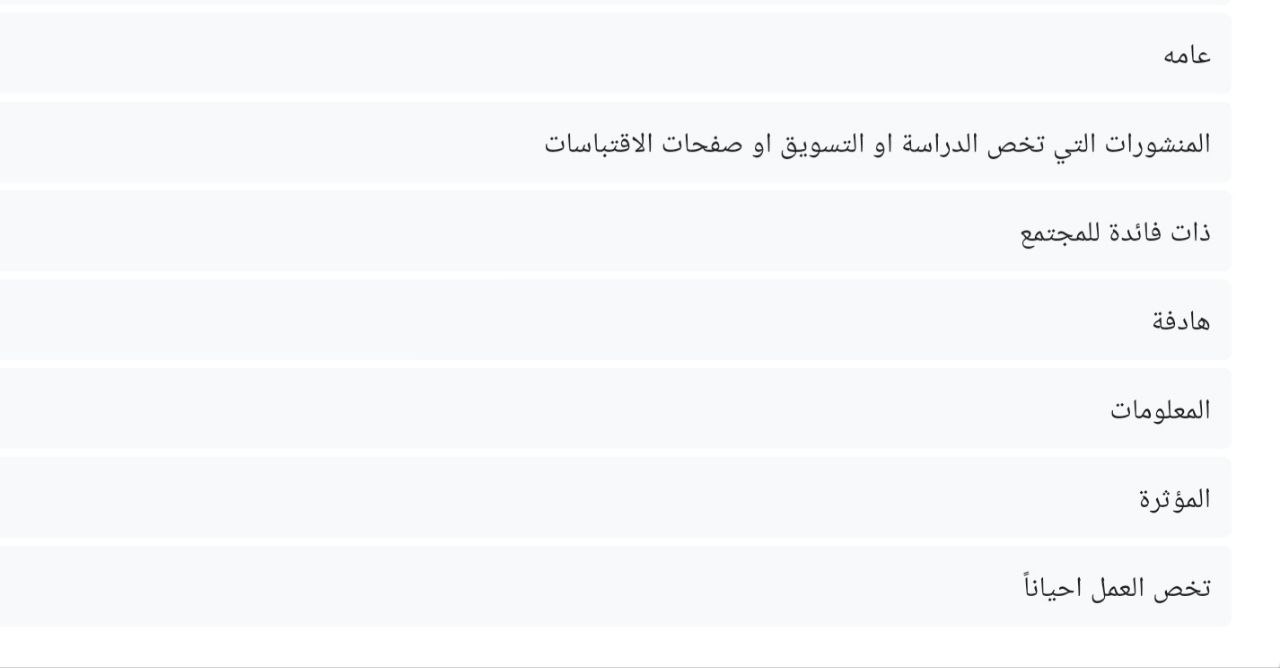 عامه
المنشورات التي تخص الدراسة او التسويق او صفحات الاقتباسات
ذات فائدة للمجتمع
هادفة
المعلومات
المؤثرة
تخص العمل احياناً